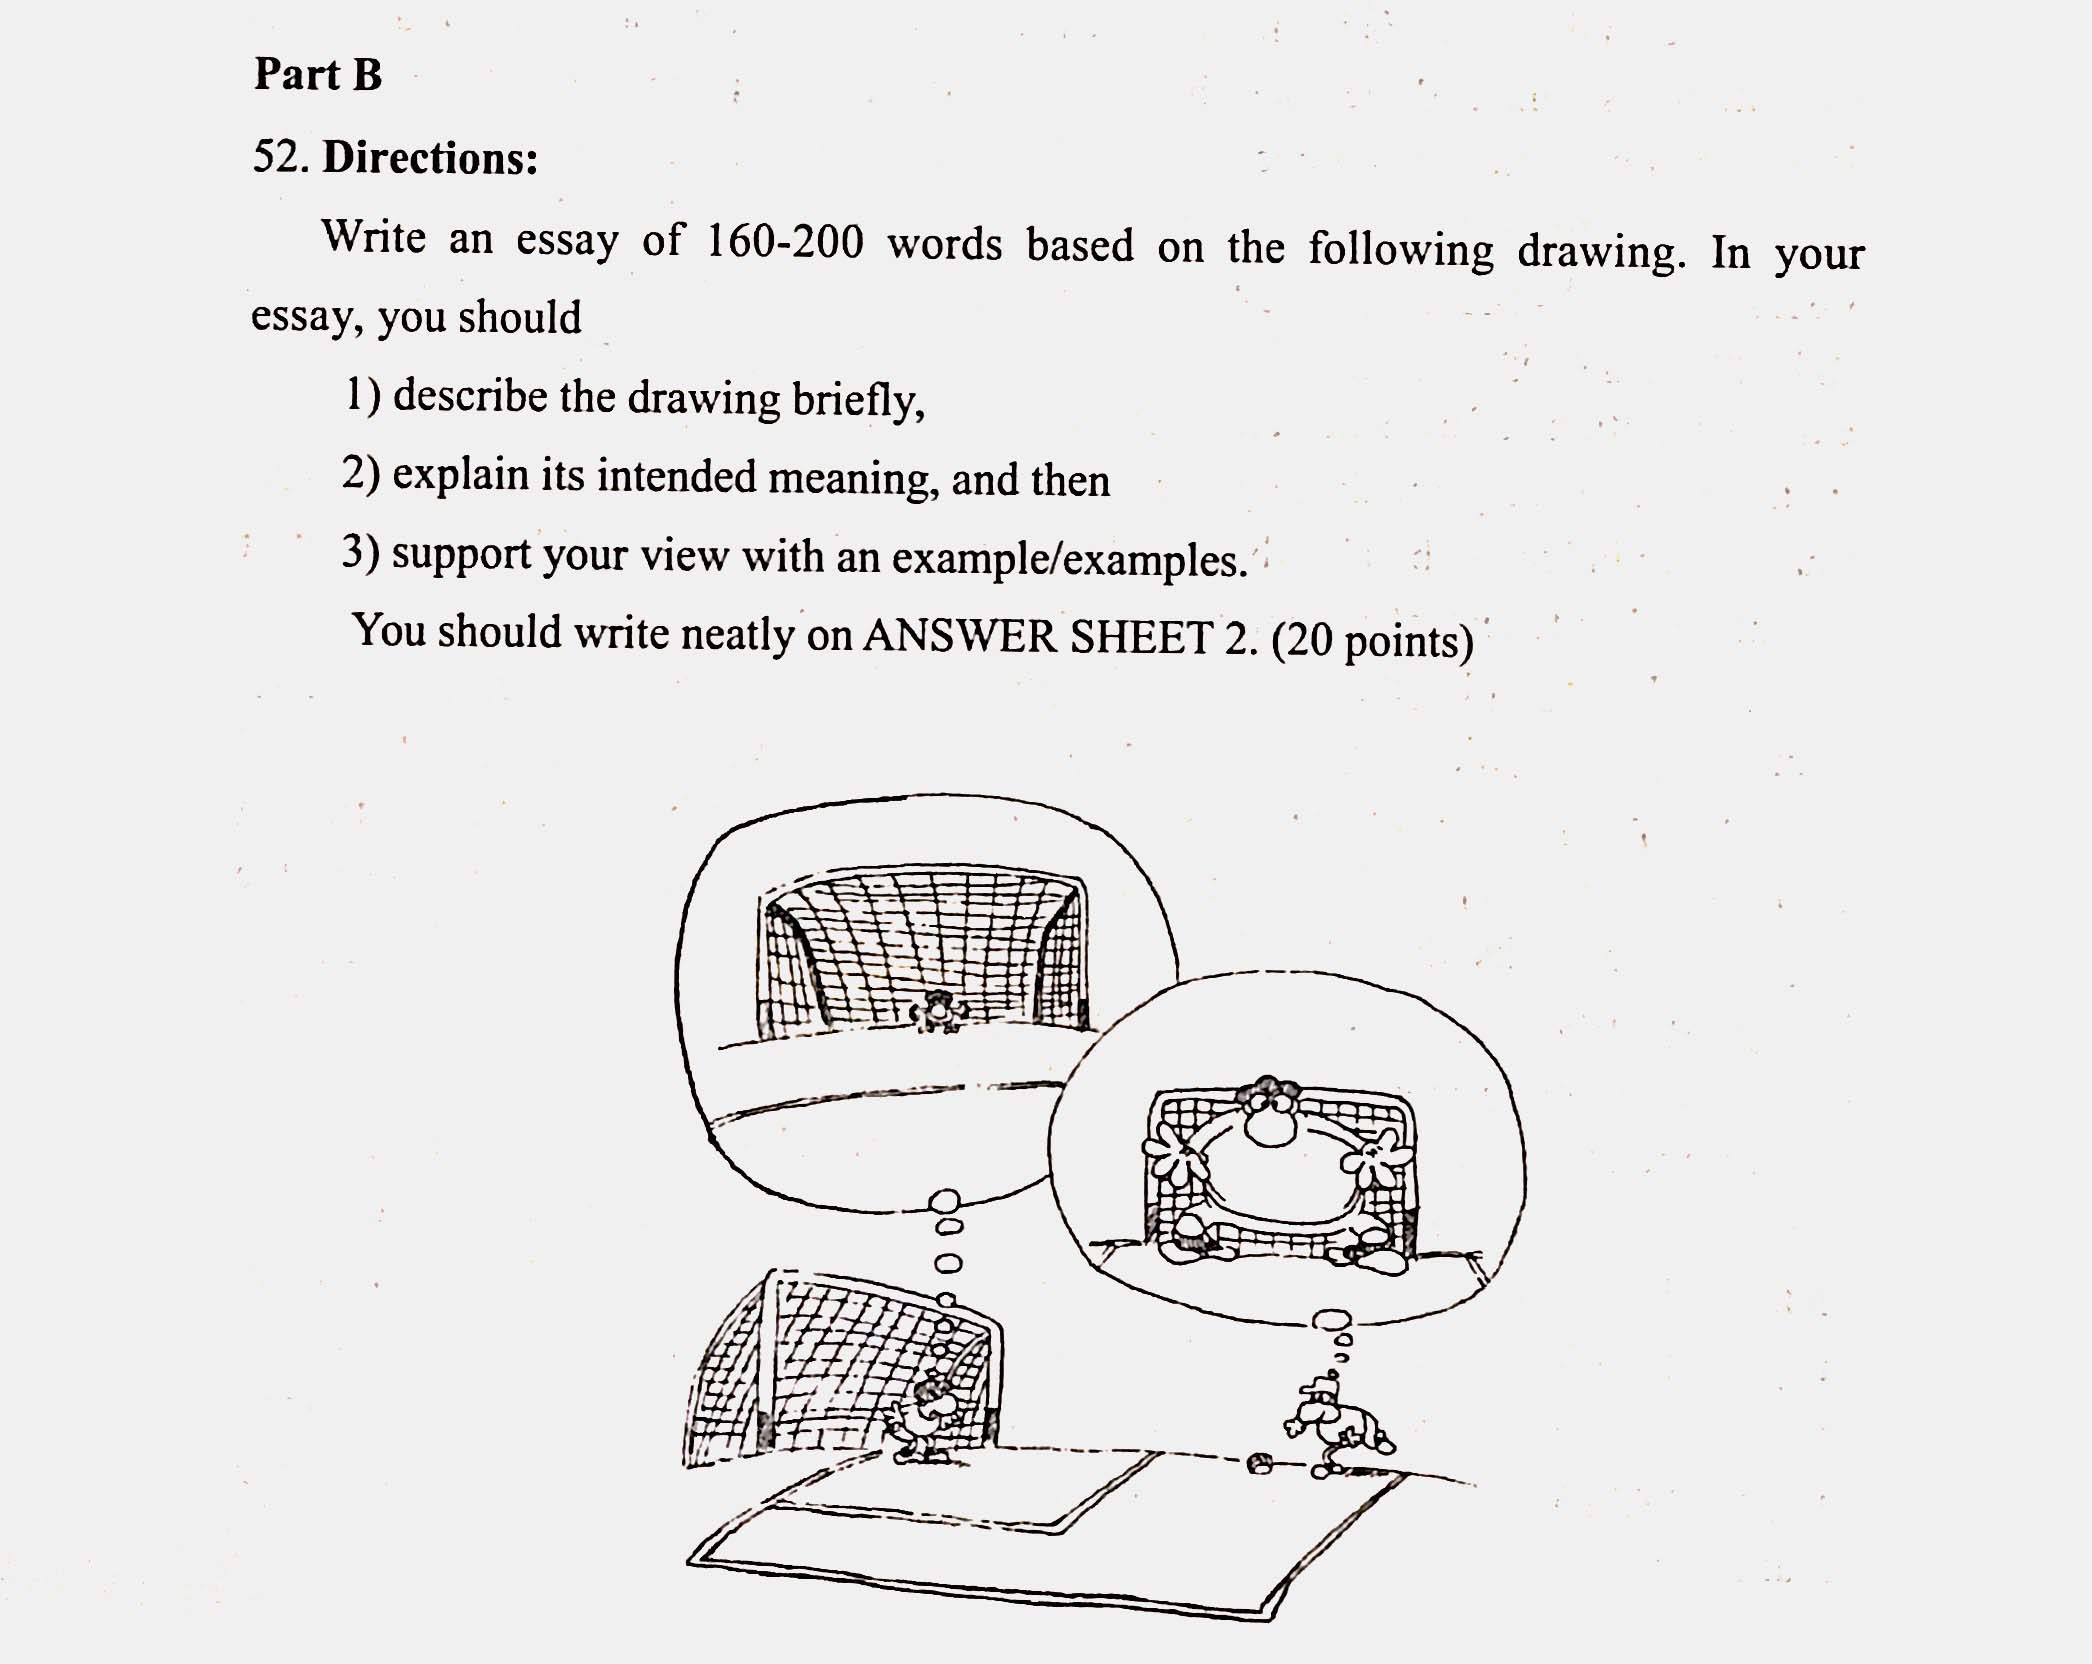 Part B
52. Directions:
Write an essay of 160-200 words based on the following drawing. In your
essay, you should
1) describe the drawing briefly,
2) explain its intended meaning, and then
3) support your view with an example/examples.
You should write neatly on ANSWER SHEET 2. (20 points)